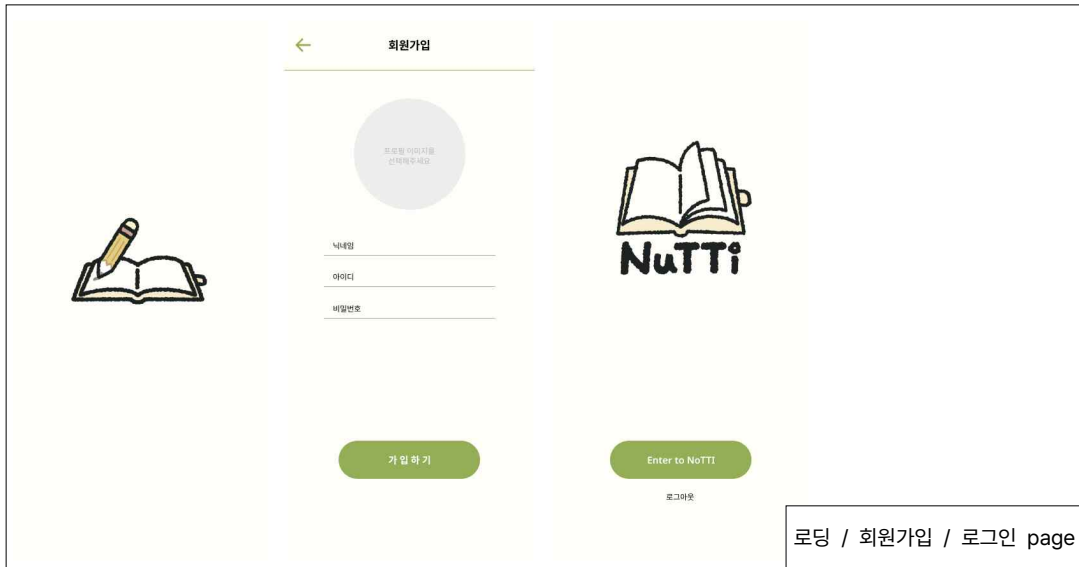 회원가입
프로필 이미지를
선택해주세요
닉네임
아이디
비밀번호
가입하기
NuTTi
Enter to NoTTI
로그아웃
로딩 / 회원가입 / 로그인 page